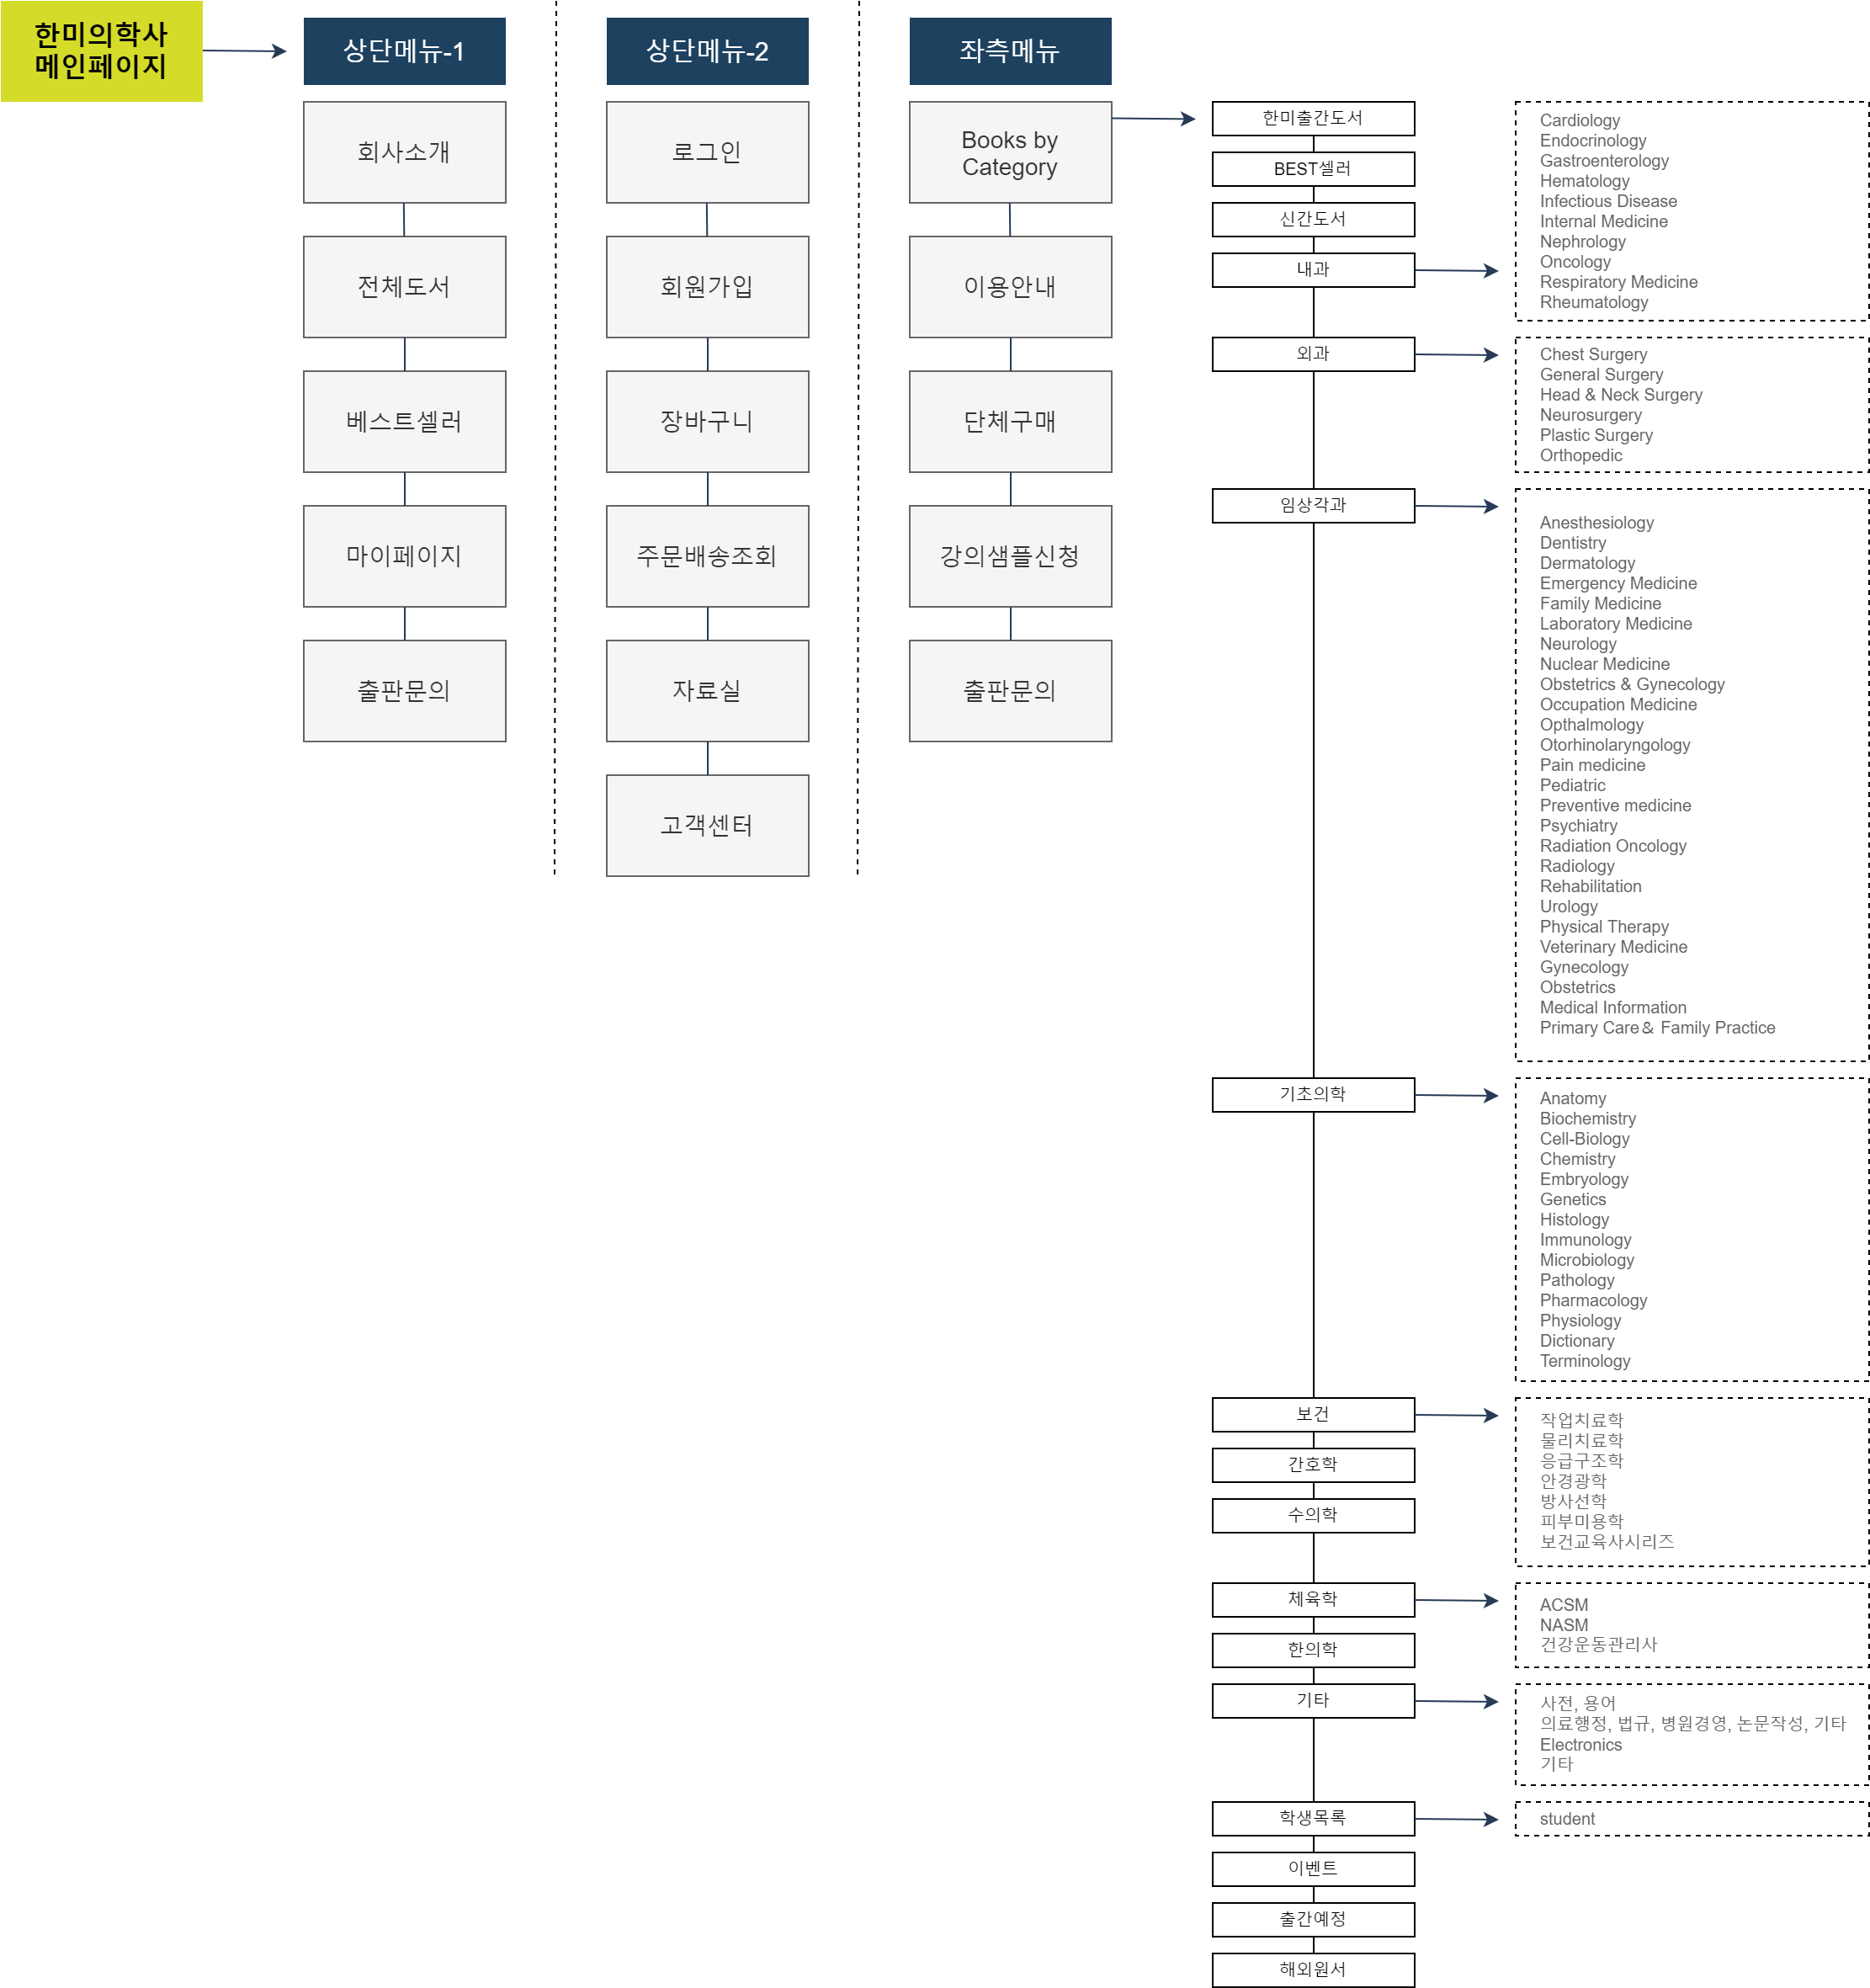 한미의학사
메인페이지
상단메뉴-1
회사소개
전체도서
베스트셀러
마이페이지
출판문의
상단메뉴-2
로그인
회원가입
장바구니
주문배송조회
자료실
고객센터
좌측메뉴
Books by
Category
이용안내
단체구매
강의샘플신청
출판문의
한미출간도서
BEST셀러
신간도서
내과
Cardiology
Endocrinology
Gastroenterology
Hematology
Infectious Disease
Internal Medicine
Nephrology
Oncology
Respiratory Medicine
Rheumatology
외과
Chest Surgery
General Surgery
Head & Neck Surgery
Neurosurgery
Plastic Surgery
Orthopedic
임상각과
Anesthesiology
Dentistry
Dermatology
Emergency Medicine
Family Medicine
Laboratory Medicine
Neurology
Nuclear Medicine
Obstetrics & Gynecology
Occupation Medicine
Opthalmology
Otorhinolaryngology
Pain medicine
Pediatric
Preventive medicine
Psychiatry
Radiation Oncology
Radiology
Rehabilitation
Urology
Physical Therapy
Veterinary Medicine
Gynecology
Obstetrics
Medical Information
Primary Care＆ Family Practice
기초의학
Anatomy
Biochemistry
Cell-Biology
Chemistry
Embryology
Genetics
Histology
Immunology
Microbiology
Pathology
Pharmacology
Physiology
Dictionary
Terminology
보건
작업치료학
물리치료학
응급구조학
안경광학
방사선학
피부미용학
보건교육사시리즈
간호학
수의학
체육학
ACSM
NASM
건강운동관리사
한의학
기타
사전, 용어
의료행정, 법규, 병원경영, 논문작성, 기타
Electronics
기타
학생목록
student
이벤트
출간예정
해외원서